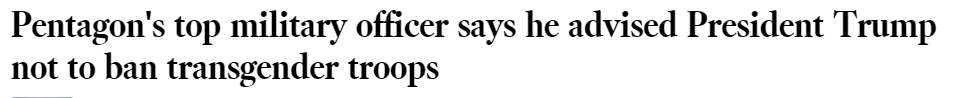 Pentagon's top military officer says he advised President Trump
not to ban transgender troops